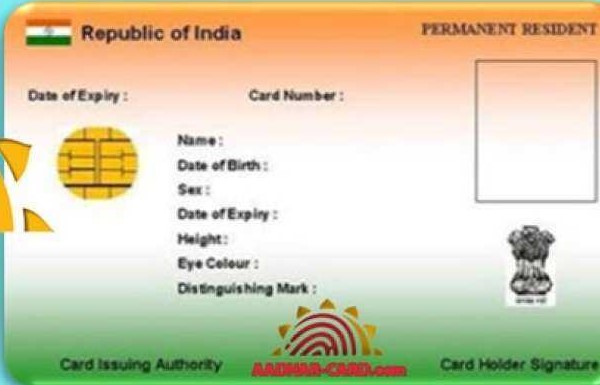 Republic of India
PERMANENT RESIDENT
Date of Expiry :
Card Number :
Name :
Date of Birth :
Sex :
Date of Expiry :
Height :
Eye Colour :
Distinguishing Mark :
Card Issuing Authority
AADHAR-CARD.com
Card Holder Signature